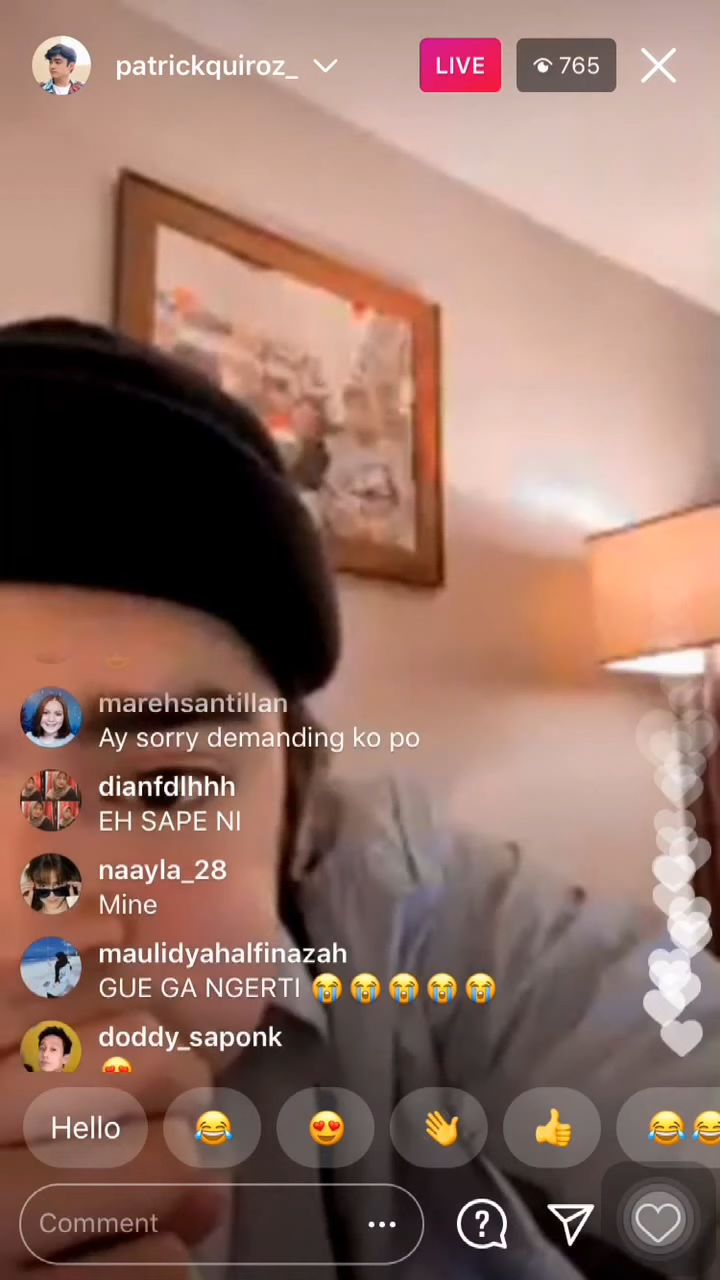 patrickquiroz_
LIVE
765
marehsantillan
Ay sorry demanding ko po
dianfdlhhh
EH SAPE NI
naayla_28
Mine
maulidyahalfinazah
GUE GA NGERTI 😭😭😭😭😭
doddy_saponk
😍
Hello 😂 😍 👋 👍 😂😂
Comment